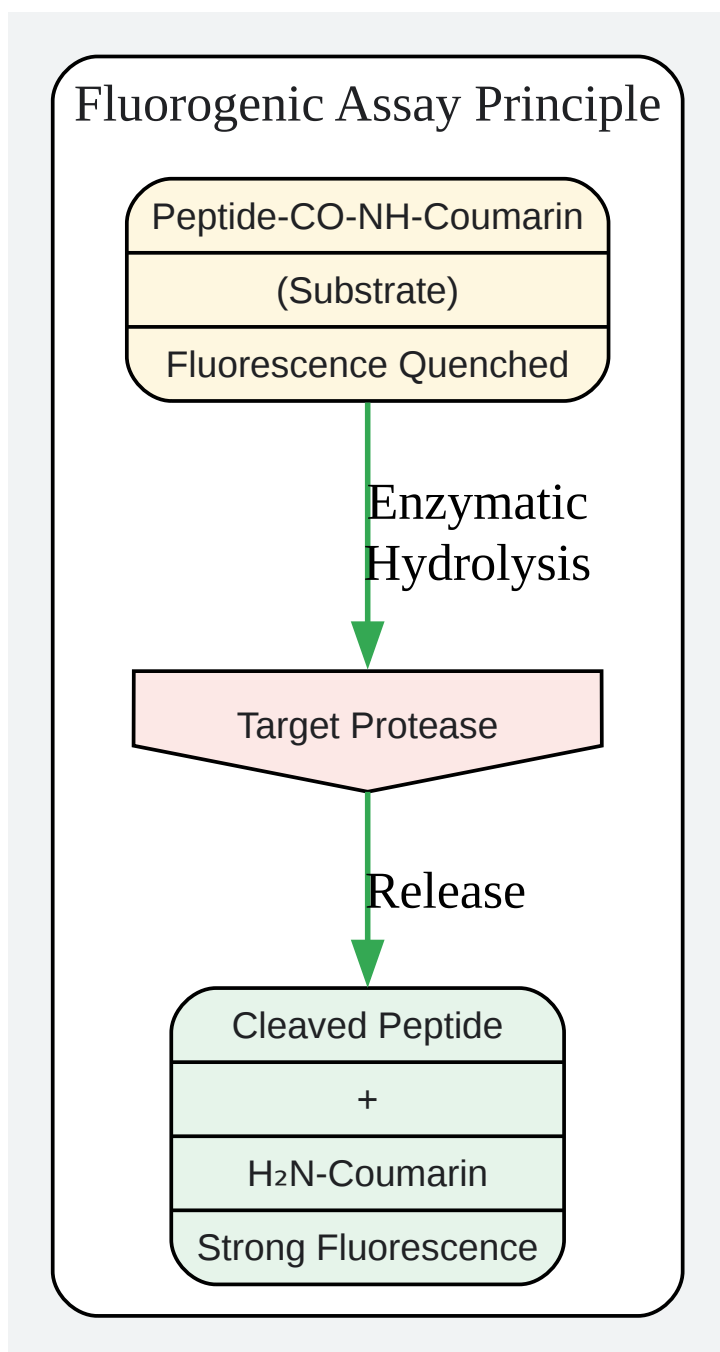 Fluorogenic Assay Principle
Peptide-CO-NH-Coumarin
(Substrate)
Fluorescence Quenched
Enzymatic
Hydrolysis
Target Protease
Release
Cleaved Peptide
+
H₂N-Coumarin
Strong Fluorescence